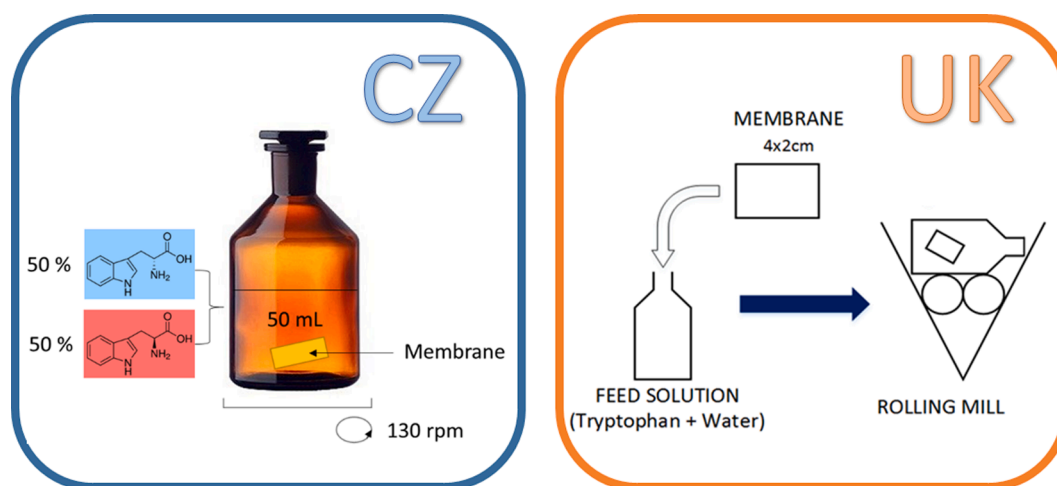 CZ
50 %
O
OH
NH₂
N
H
50 %
O
OH
NH₂
N
H
50 mL
Membrane
130 rpm
UK
MEMBRANE
4x2cm
FEED SOLUTION
(Tryptophan + Water)
ROLLING MILL